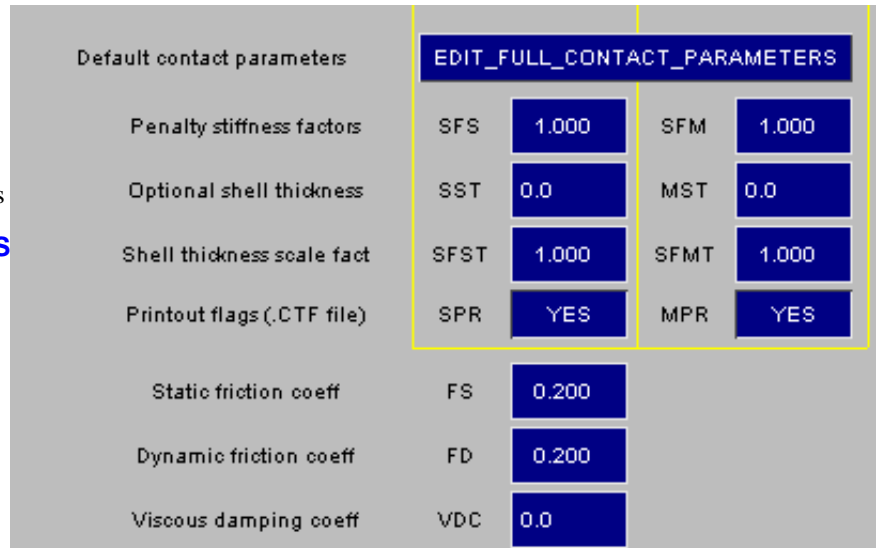 Default contact parameters EDIT_FULL_CONTACT_PARAMETERS
Penalty stiffness factors SFS 1.000 SFM 1.000
s
Optional shell thickness SST 0.0 MST 0.0
S
Shell thickness scale fact SFST 1.000 SFMT 1.000
Printout flags (.CTF file) SPR YES MPR YES
Static friction coeff FS 0.200
Dynamic friction coeff FD 0.200
Viscous damping coeff VDC 0.0